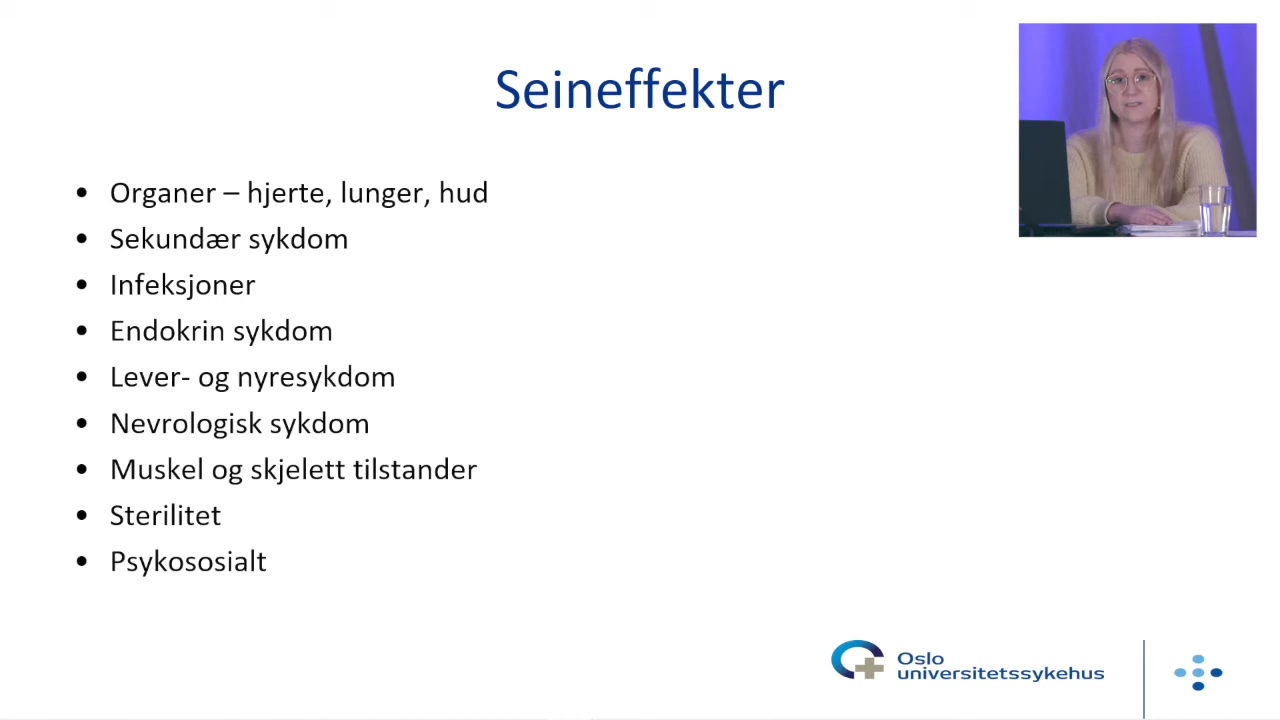 Seineffekter
• Organer – hjerte, lunger, hud
• Sekundær sykdom
• Infeksjoner
• Endokrin sykdom
• Lever- og nyresykdom
• Nevrologisk sykdom
• Muskel og skjelett tilstander
• Sterilitet
• Psykososialt
Oslo
universitetssykehus